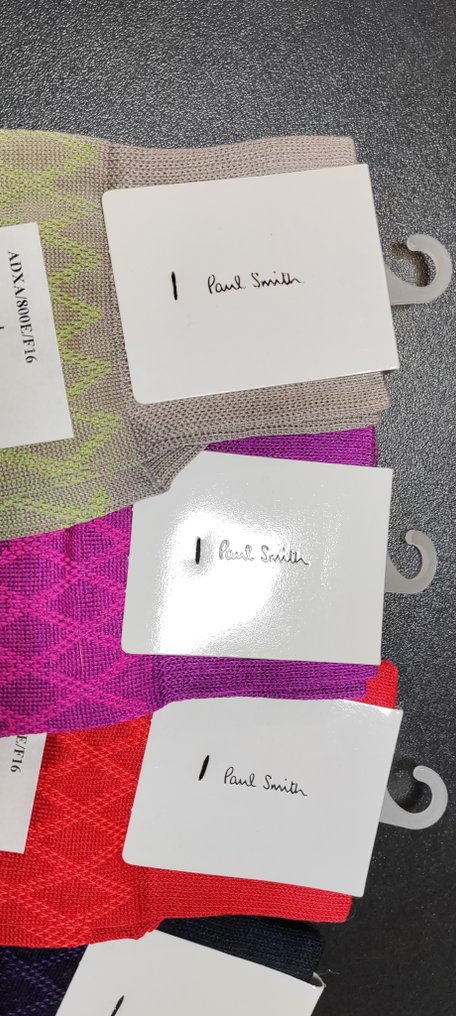 Paul Smith
ADXA/800E/F16
Paul Smith
Paul Smith
E/F16